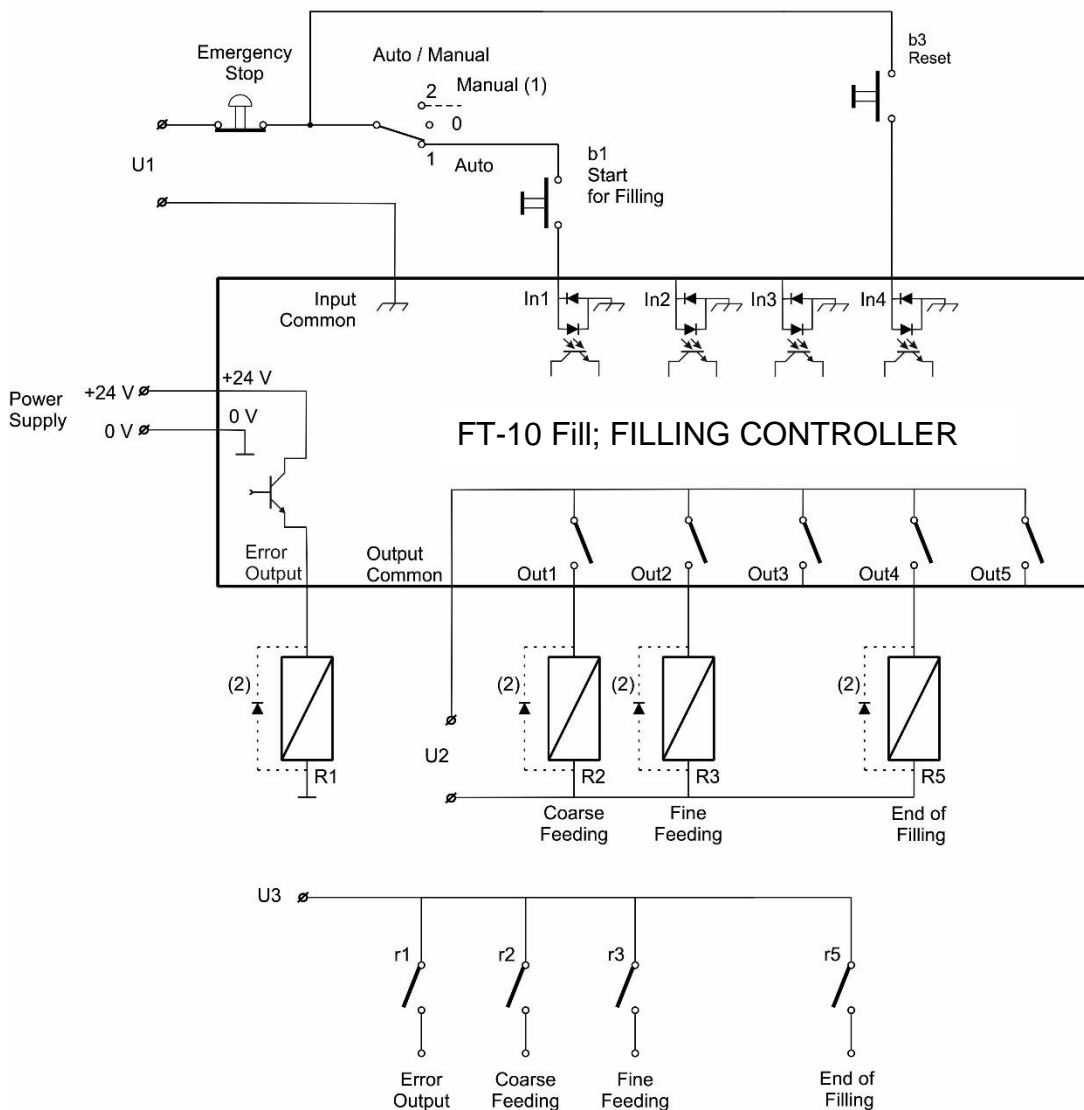 b3
Reset
Emergency
Stop
Auto / Manual
2
Manual (1)
0
1
Auto
U1
b1
Start
for Filling
Input
Common
In1
In2
In3
In4
Power
Supply
+24 V
+24 V
0 V
0 V
FT-10 Fill; FILLING CONTROLLER
Error
Output
Output
Common
Out1
Out2
Out3
Out4
Out5
(2)
(2)
(2)
(2)
R1
U2
R2
R3
R5
Coarse
Feeding
Fine
Feeding
End of
Filling
U3
r1
r2
r3
r5
Error
Output
Coarse
Feeding
Fine
Feeding
End of
Filling